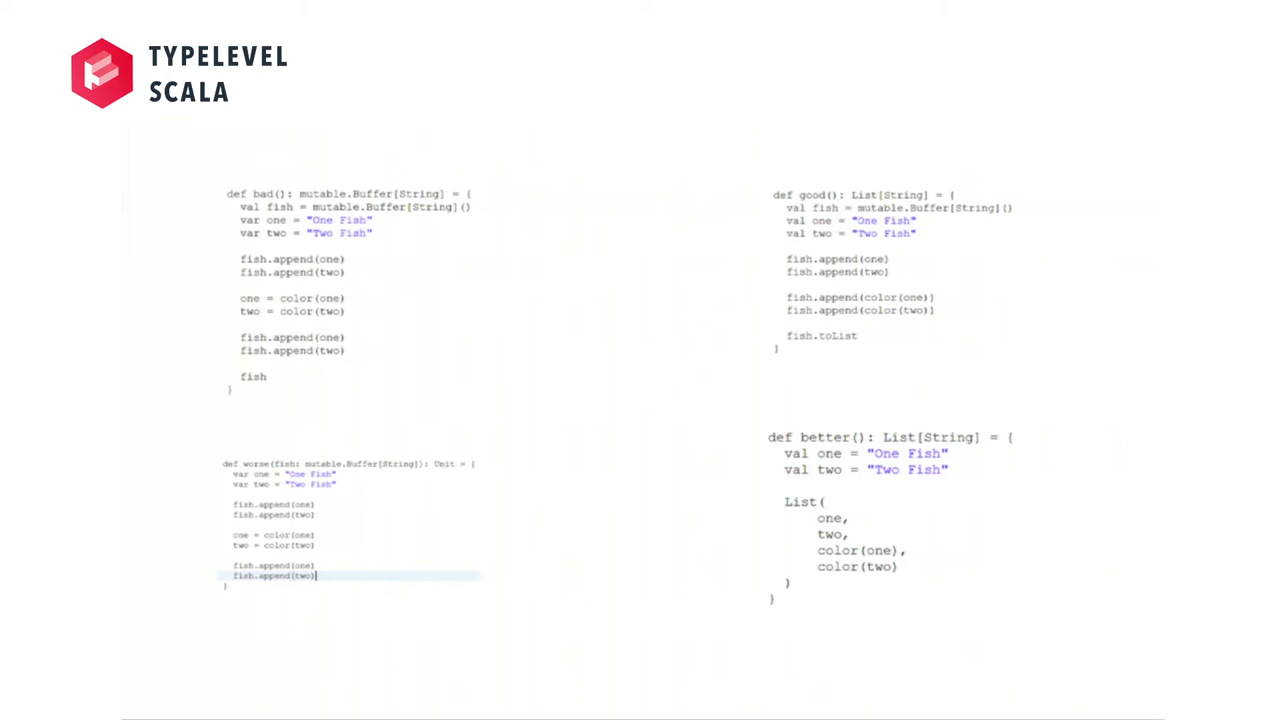 TYPELEVEL
SCALA
def bad(): mutable.Buffer[String] = {
  val fish = mutable.Buffer[String]()
  var one = "One Fish"
  var two = "Two Fish"

  fish.append(one)
  fish.append(two)

  one = color(one)
  two = color(two)

  fish.append(one)
  fish.append(two)

  fish
}
def worse(fish: mutable.Buffer[String]): Unit = {
  var one = "One Fish"
  var two = "Two Fish"

  fish.append(one)
  fish.append(two)

  one = color(one)
  two = color(two)

  fish.append(one)
  fish.append(two)
}
def good(): List[String] = {
  val fish = mutable.Buffer[String]()
  val one = "One Fish"
  val two = "Two Fish"

  fish.append(one)
  fish.append(two)

  fish.append(color(one))
  fish.append(color(two))

  fish.toList
}
def better(): List[String] = {
  val one = "One Fish"
  val two = "Two Fish"

  List(
      one,
      two,
      color(one),
      color(two)
  )
}